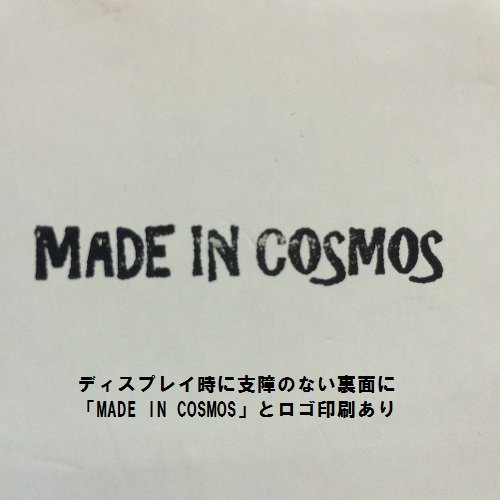 MADE IN COSMOS
ディスプレイ時に支障のない裏面に
「MADE IN COSMOS」とロゴ印刷あり